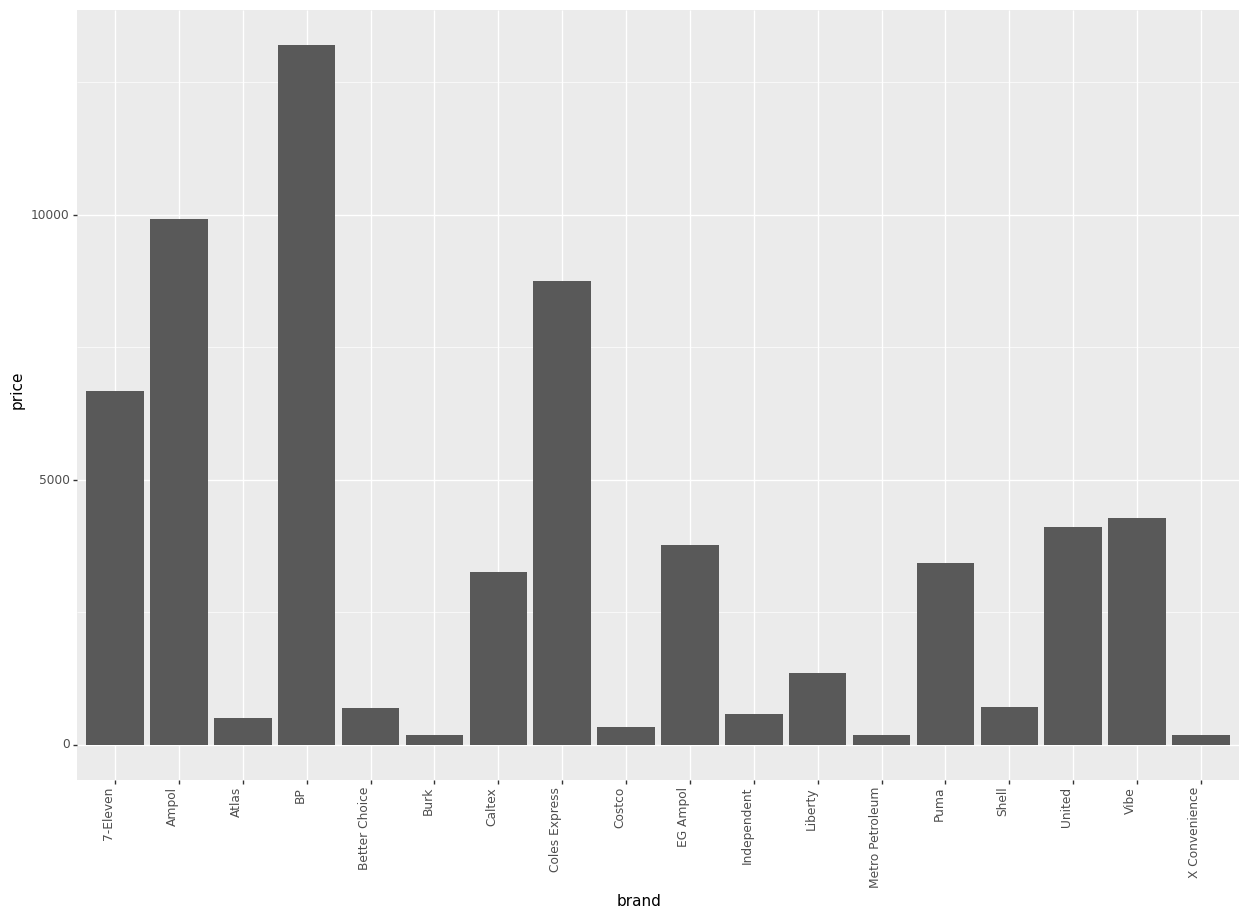 price
10000
5000
0
7-Eleven
Ampol
Atlas
BP
Better Choice
Burk
Caltex
Coles Express
Costco
EG Ampol
Independent
Liberty
Metro Petroleum
Puma
Shell
United
Vibe
X Convenience
brand